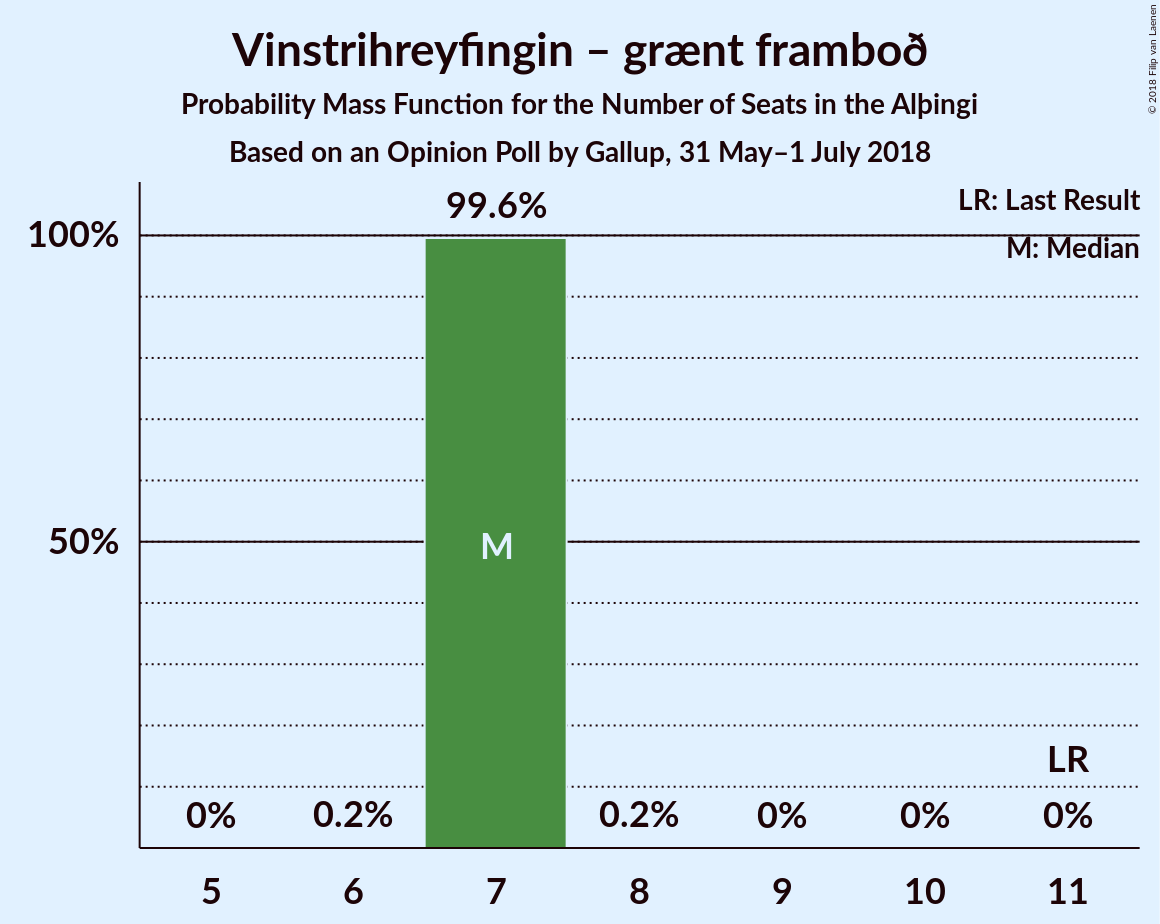 Vinstrihreyfingin – grænt framboð
Probability Mass Function for the Number of Seats in the Alþingi
Based on an Opinion Poll by Gallup, 31 May–1 July 2018
© 2018 Filip van Laenen
LR: Last Result
M: Median
99.6%
100%
50%
M
LR
0%
0.2%
0.2%
0%
0%
0%
5
6
7
8
9
10
11